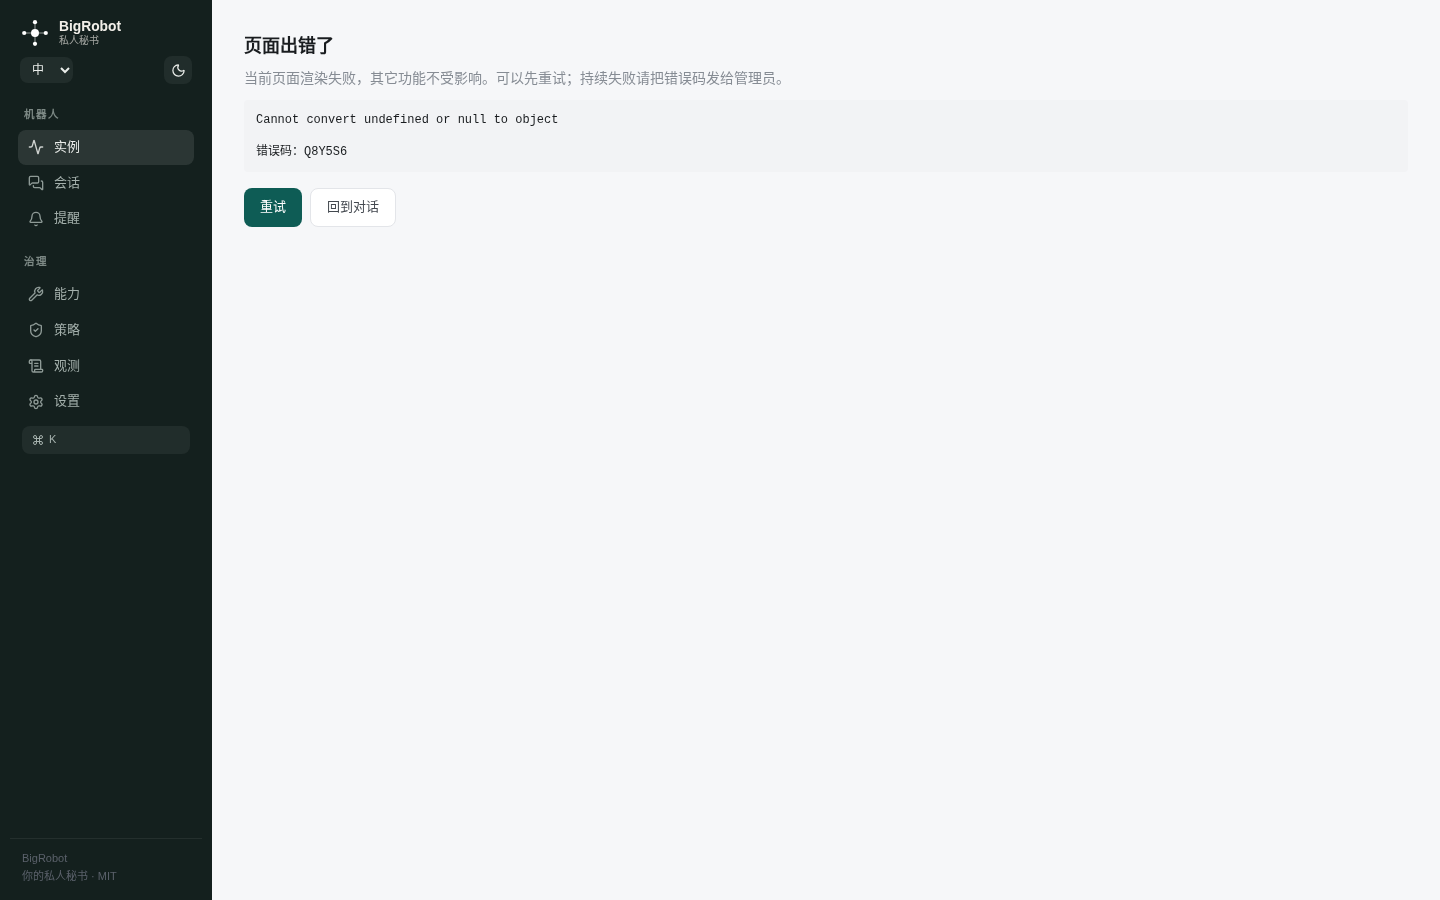 BigRobot
私人秘书
中
机器人
实例
会话
提醒
治理
能力
策略
观测
设置
⌘ K
BigRobot
你的私人秘书 · MIT
页面出错了
当前页面渲染失败，其它功能不受影响。可以先重试；持续失败请把错误码发给管理员。
Cannot convert undefined or null to object
错误码：Q8Y5S6
重试
回到对话